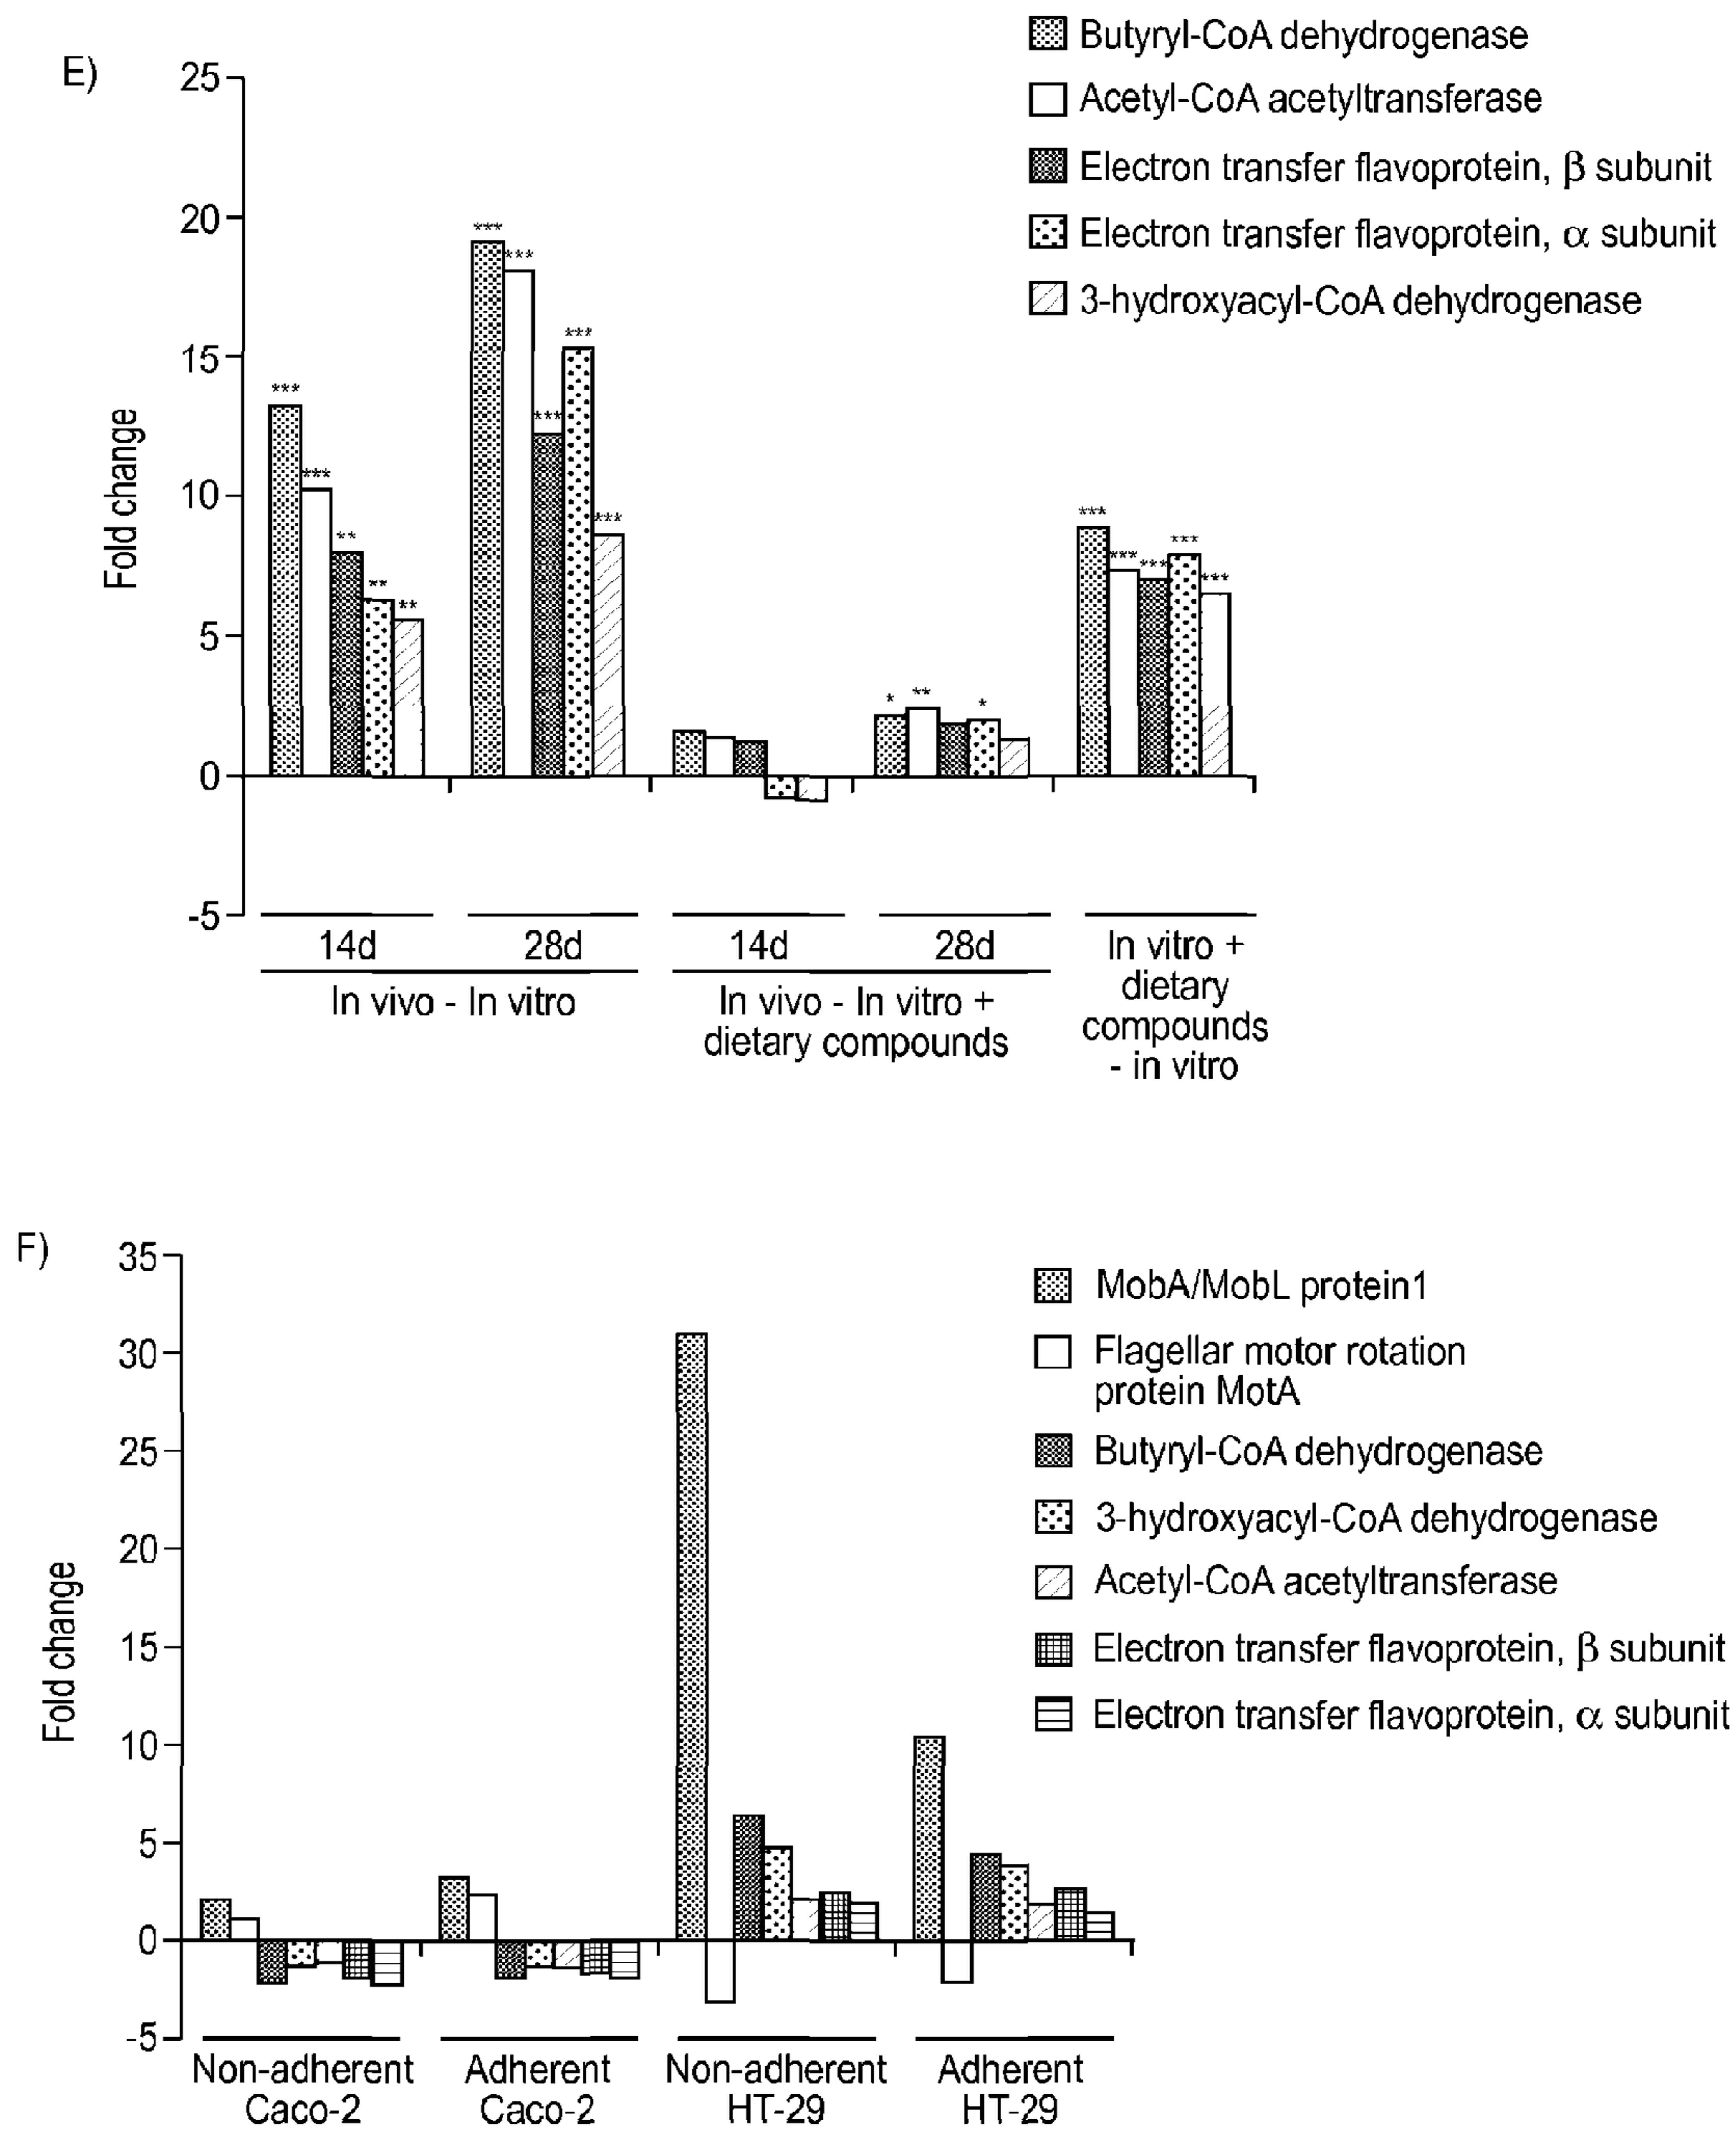 E)
Butyryl-CoA dehydrogenase
Acetyl-CoA acetyltransferase
Electron transfer flavoprotein, β subunit
Electron transfer flavoprotein, α subunit
3-hydroxyacyl-CoA dehydrogenase
Fold change
25
20
15
10
5
0
-5
*** *** ** ** **
*** *** *** *** ***
* ** *
*** *** *** *** ***
14d 28d 14d 28d
In vivo - In vitro
In vivo - In vitro +
dietary compounds
In vitro +
dietary
compounds
- in vitro
F)
MobA/MobL protein1
Flagellar motor rotation
protein MotA
Butyryl-CoA dehydrogenase
3-hydroxyacyl-CoA dehydrogenase
Acetyl-CoA acetyltransferase
Electron transfer flavoprotein, β subunit
Electron transfer flavoprotein, α subunit
Fold change
35
30
25
20
15
10
5
0
-5
Non-adherent
Caco-2
Adherent
Caco-2
Non-adherent
HT-29
Adherent
HT-29